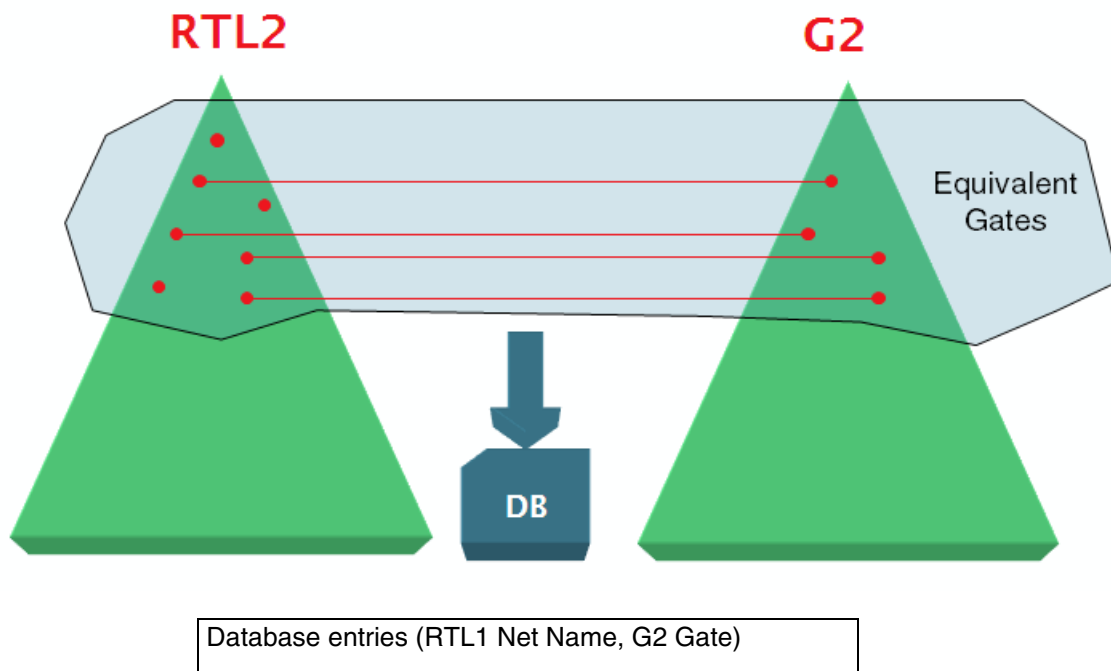 RTL2
G2
Equivalent
Gates
DB
Database entries (RTL1 Net Name, G2 Gate)